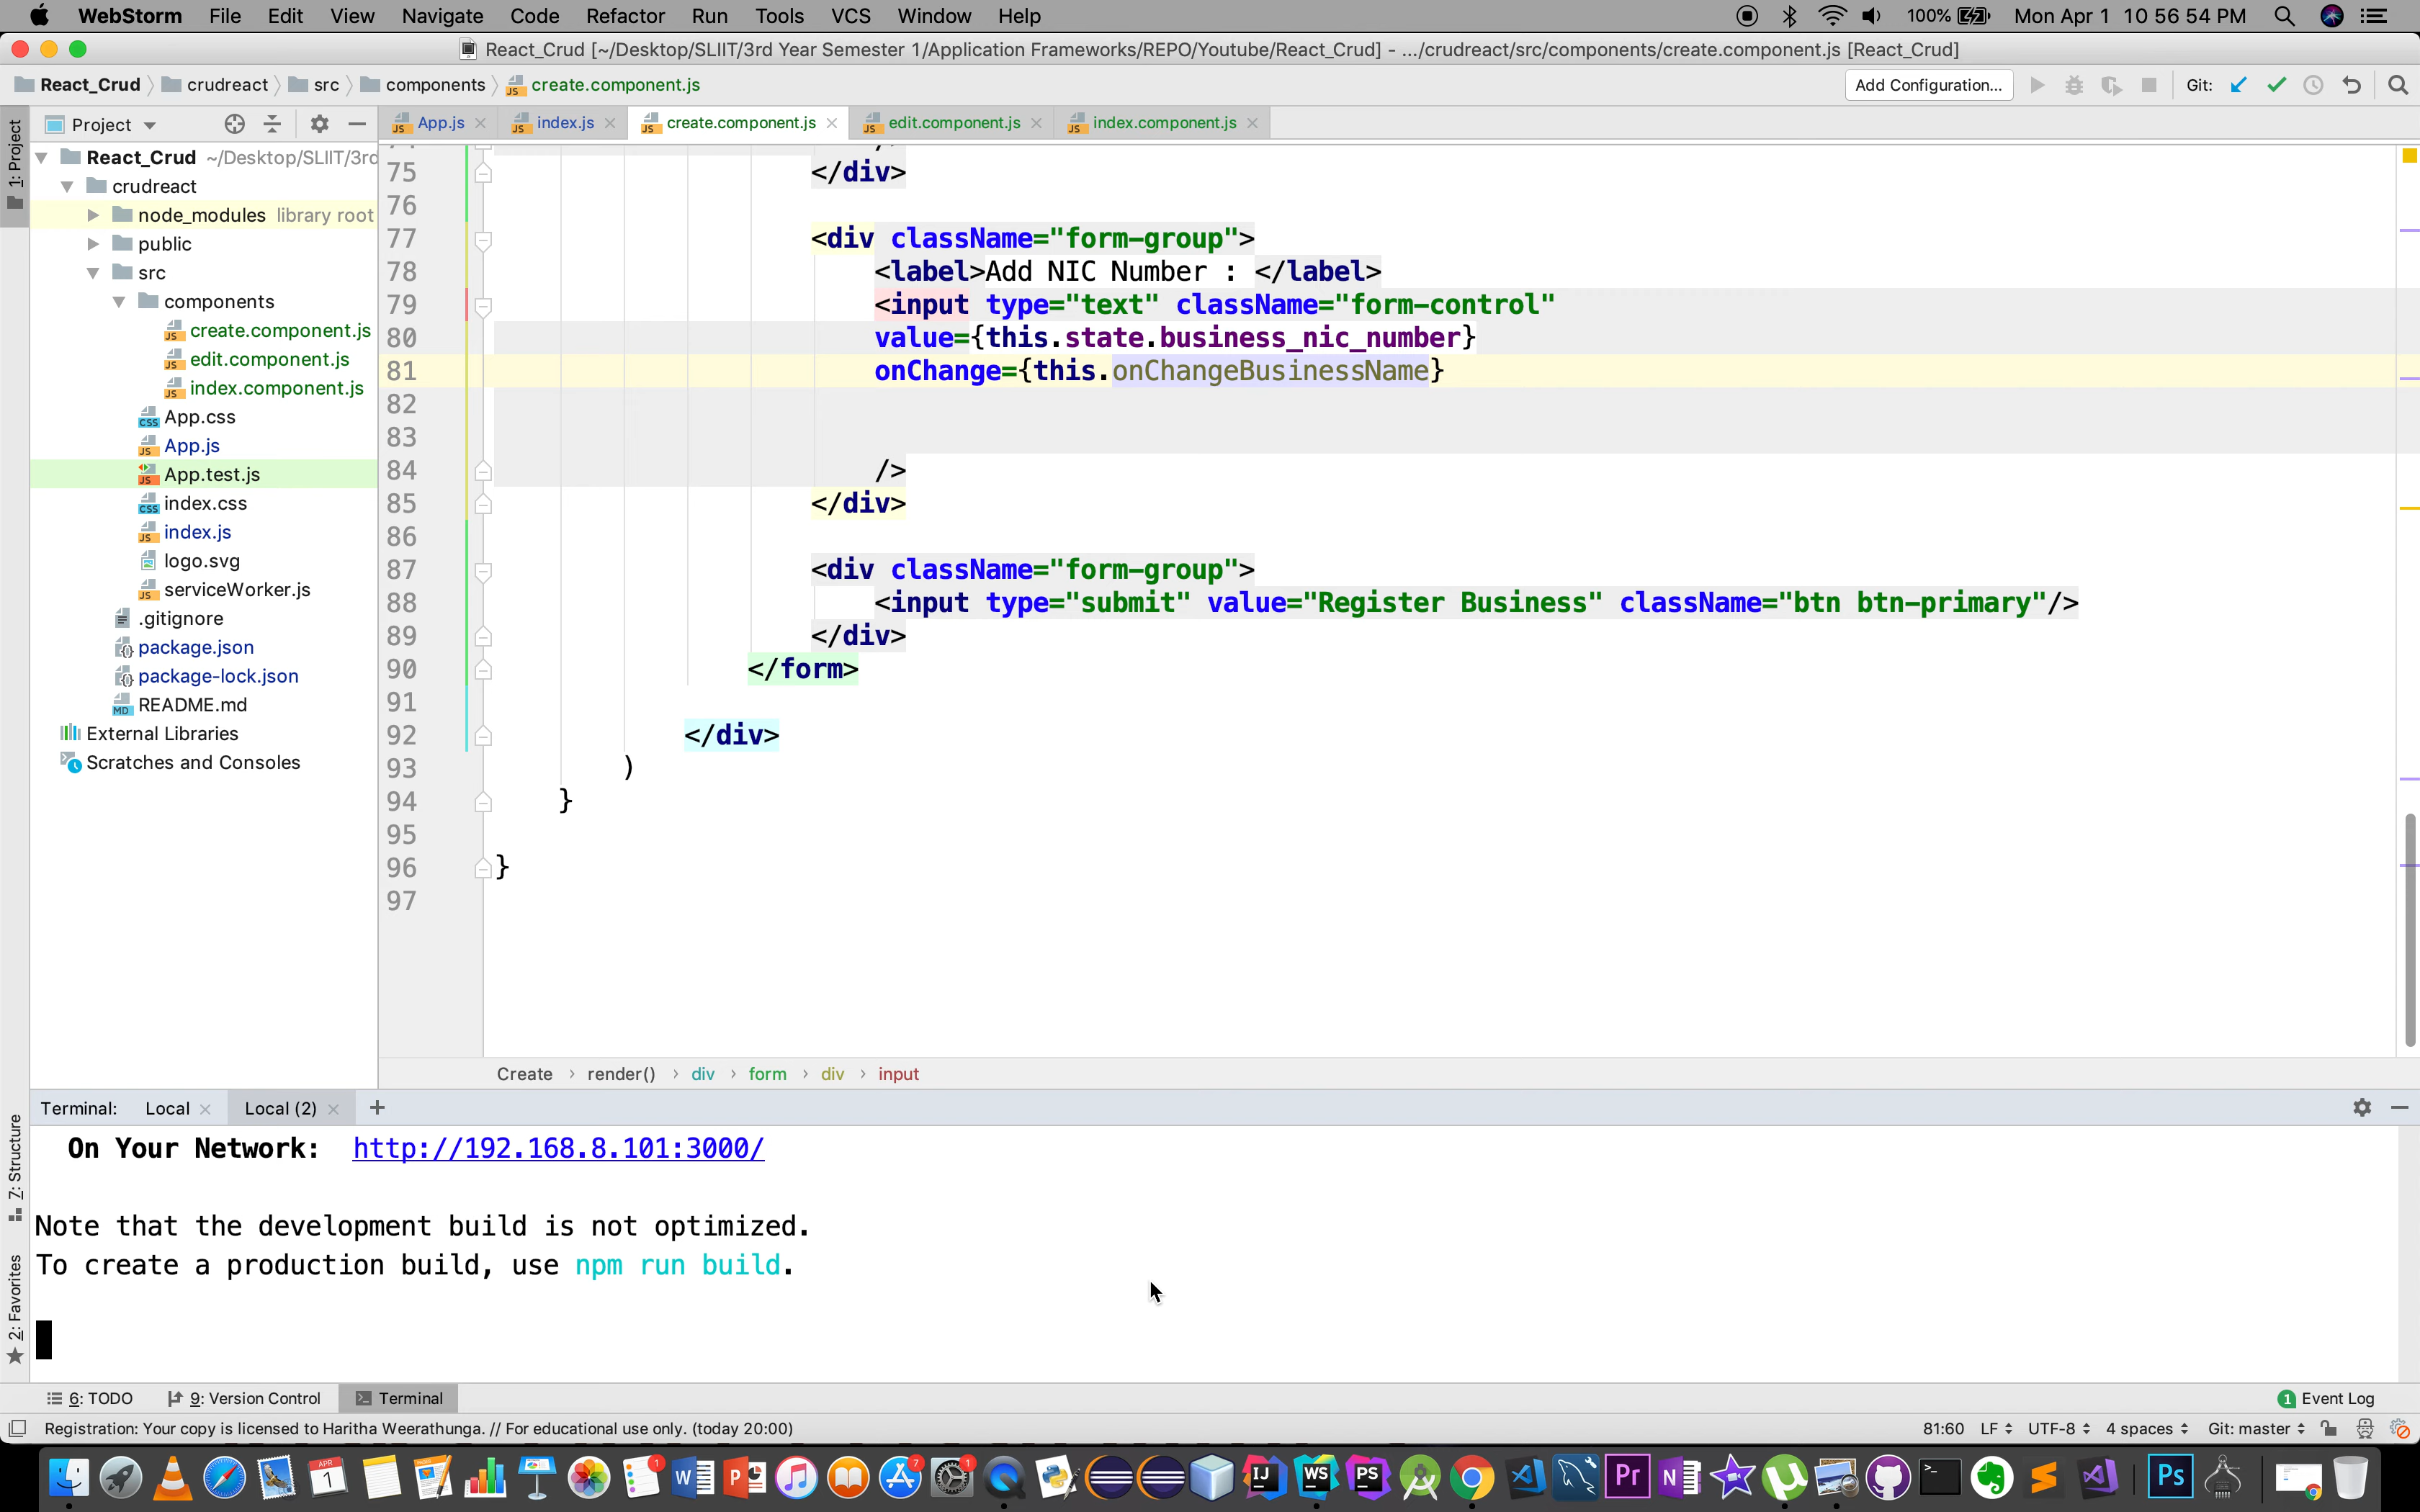 WebStorm File Edit View Navigate Code Refactor Run Tools VCS Window Help 100% Mon Apr 1 10 56 54 PM
React_Crud [~/Desktop/SLIIT/3rd Year Semester 1/Application Frameworks/REPO/Youtube/React_Crud] - .../crudreact/src/components/create.component.js [React_Crud]
React_Crud crudreact src components create.component.js Add Configuration... Git:
1: Project
Project
App.js index.js create.component.js edit.component.js index.component.js
React_Crud ~/Desktop/SLIIT/3rd
crudreact
node_modules library root
public
src
components
create.component.js
edit.component.js
index.component.js
App.css
App.js
App.test.js
index.css
index.js
logo.svg
serviceWorker.js
.gitignore
package.json
package-lock.json
README.md
External Libraries
Scratches and Consoles
75 </div>
76
77 <div className="form-group">
78 <label>Add NIC Number : </label>
79 <input type="text" className="form-control"
80 value={this.state.business_nic_number}
81 onChange={this.onChangeBusinessName}
82
83
84 />
85 </div>
86
87 <div className="form-group">
88 <input type="submit" value="Register Business" className="btn btn-primary"/>
89 </div>
90 </form>
91
92 </div>
93 )
94 }
95
96 }
97
Create › render() › div › form › div › input
Terminal: Local Local (2) +
On Your Network: http://192.168.8.101:3000/
Note that the development build is not optimized.
To create a production build, use npm run build.
7: Structure
2: Favorites
6: TODO 9: Version Control Terminal 1 Event Log
Registration: Your copy is licensed to Haritha Weerathunga. // For educational use only. (today 20:00) 81:60 LF UTF-8 4 spaces Git: master